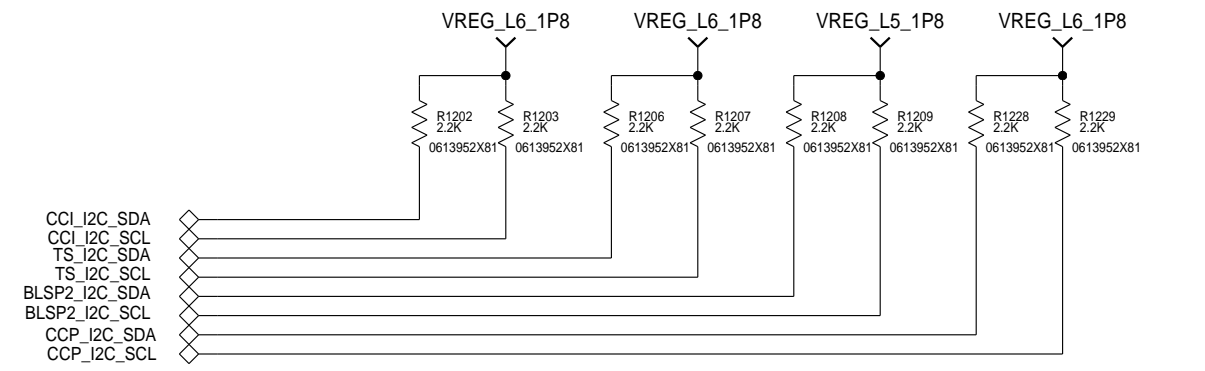 VREG_L6_1P8
VREG_L6_1P8
VREG_L5_1P8
VREG_L6_1P8
R1202
2.2K
0613952X81
R1203
2.2K
0613952X81
R1206
2.2K
0613952X81
R1207
2.2K
0613952X81
R1208
2.2K
0613952X81
R1209
2.2K
0613952X81
R1228
2.2K
0613952X81
R1229
2.2K
0613952X81
CCI_I2C_SDA
CCI_I2C_SCL
TS_I2C_SDA
TS_I2C_SCL
BLSP2_I2C_SDA
BLSP2_I2C_SCL
CCP_I2C_SDA
CCP_I2C_SCL